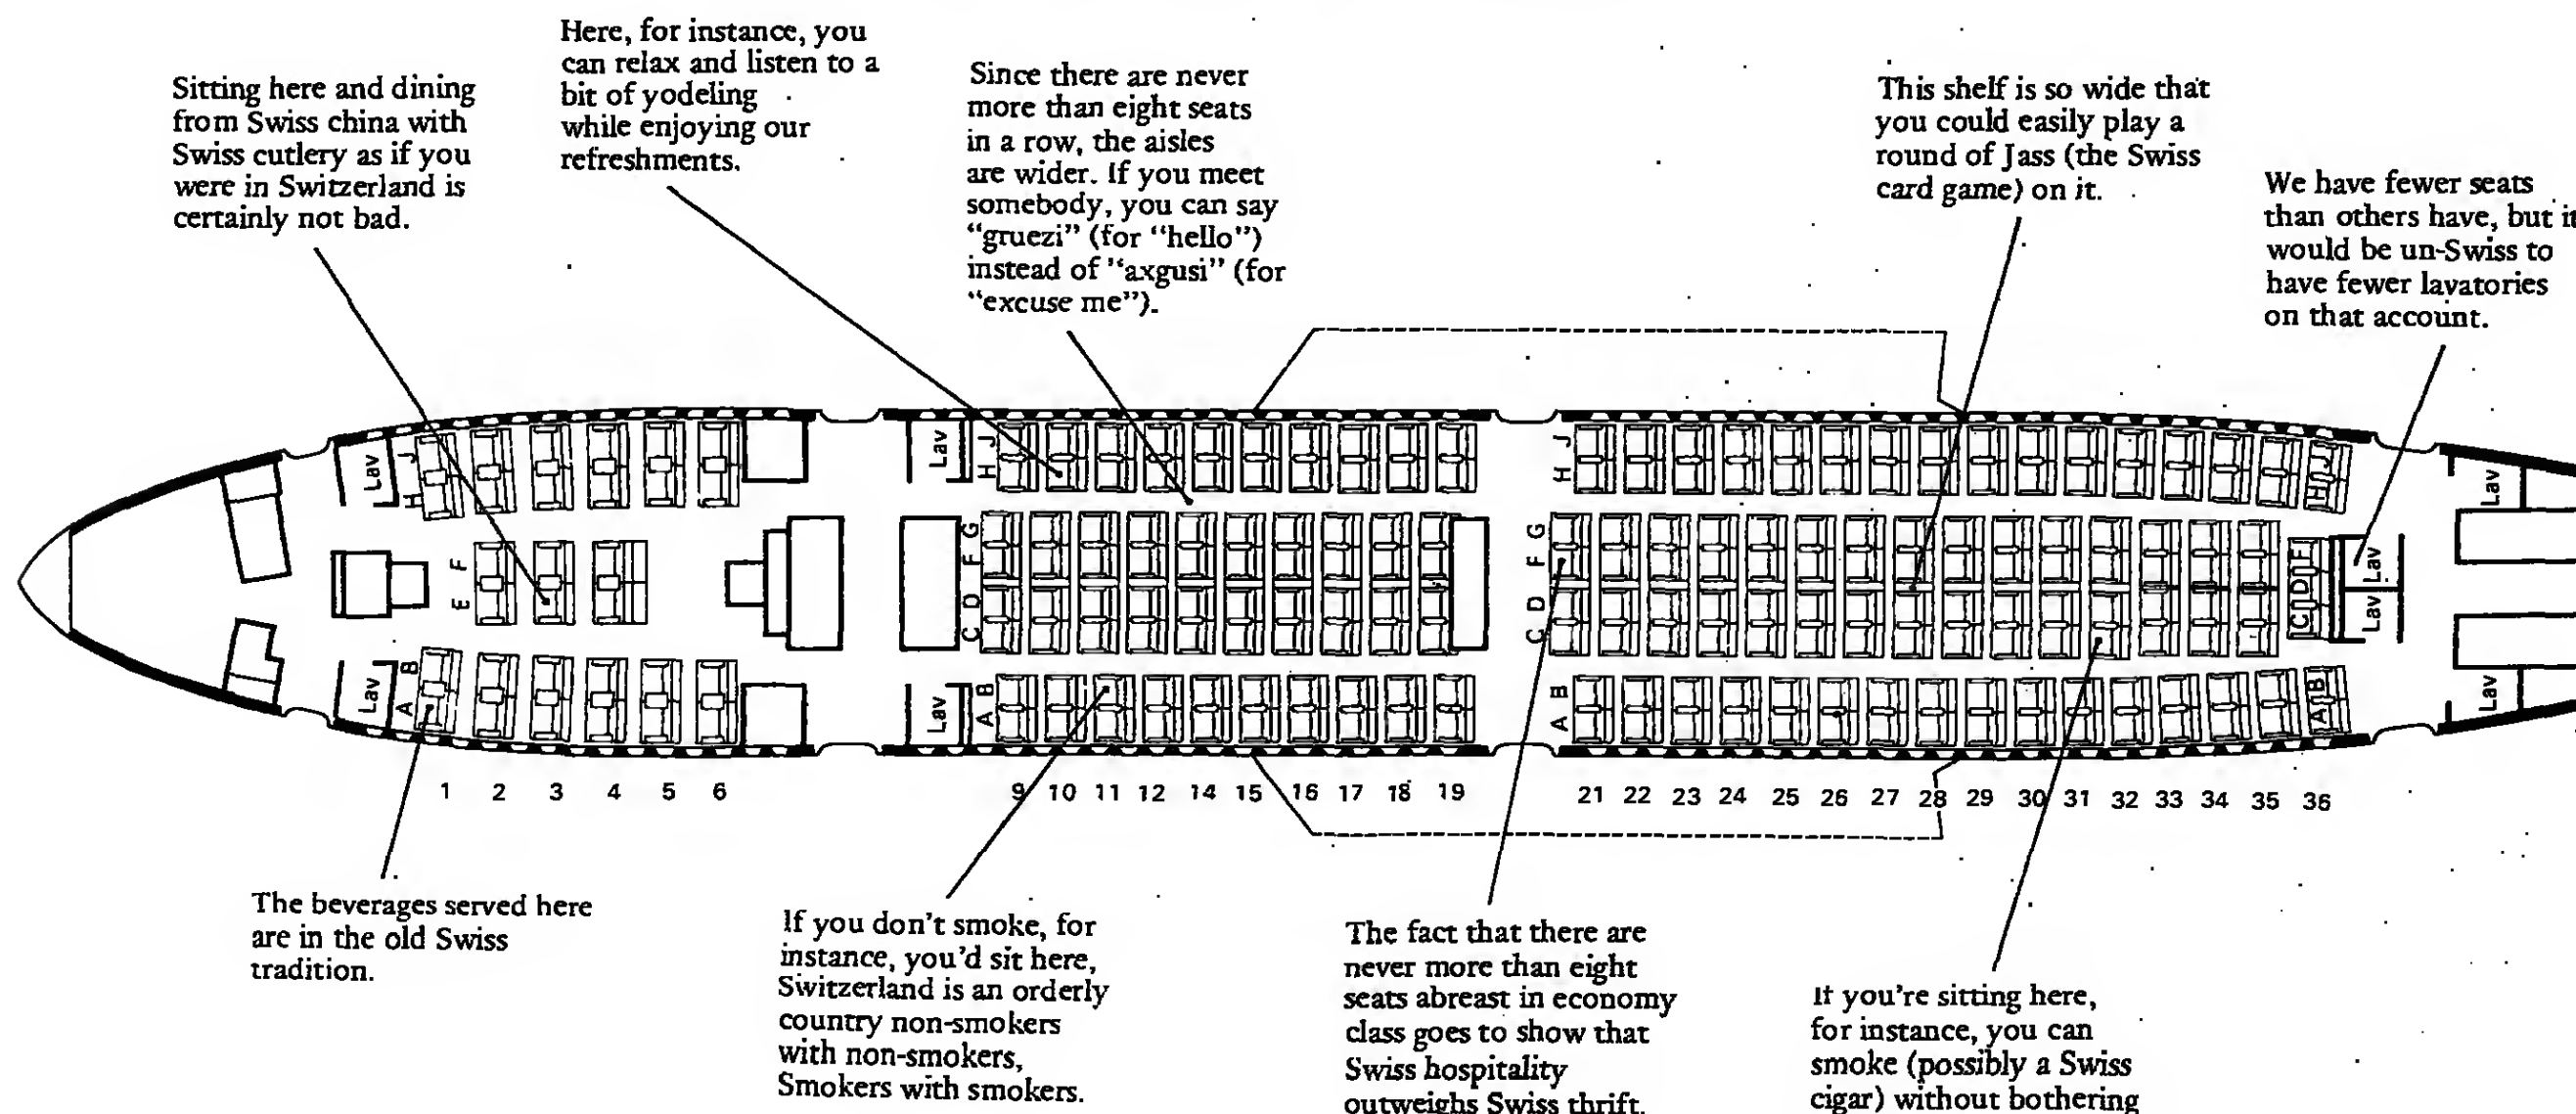 Here, for instance, you
can relax and listen to a
bit of yodeling
while enjoying our
refreshments.
Sitting here and dining
from Swiss china with
Swiss cutlery as if you
were in Switzerland is
certainly not bad.
Since there are never
more than eight seats
in a row, the aisles
are wider. If you meet
somebody, you can say
“gruezi” (for “hello”)
instead of “axgusi” (for
“excuse me”).
This shelf is so wide that
you could easily play a
round of Jass (the Swiss
card game) on it.
We have fewer seats
than others have, but it
would be un-Swiss to
have fewer lavatories
on that account.
Lav
H J
Lav
H J
H J
H J
Lav
E F
C D F G
C D F G
C D F
Lav
Lav
Lav
A B
Lav
A B
A B
A B
Lav
1 2 3 4 5 6 9 10 11 12 14 15 16 17 18 19 21 22 23 24 25 26 27 28 29 30 31 32 33 34 35 36
The beverages served here
are in the old Swiss
tradition.
If you don't smoke, for
instance, you'd sit here,
Switzerland is an orderly
country non-smokers
with non-smokers,
Smokers with smokers.
The fact that there are
never more than eight
seats abreast in economy
class goes to show that
Swiss hospitality
outweighs Swiss thrift.
If you're sitting here,
for instance, you can
smoke (possibly a Swiss
cigar) without bothering